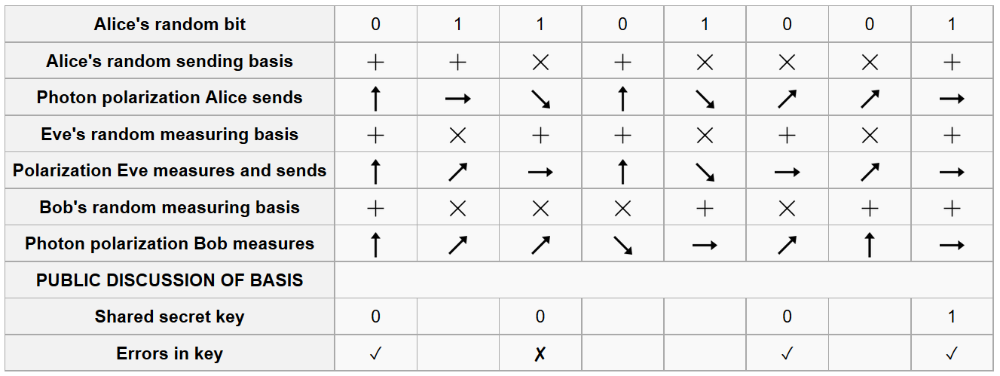 Alice's random bit 0 1 1 0 1 0 0 1
Alice's random sending basis + + × + × × × +
Photon polarization Alice sends ↑ → ↘ ↑ ↘ ↗ ↗ →
Eve's random measuring basis + × + + × + × +
Polarization Eve measures and sends ↑ ↗ → ↑ ↘ → ↗ →
Bob's random measuring basis + × × × + × + +
Photon polarization Bob measures ↑ ↗ ↗ ↘ → ↗ ↑ →
PUBLIC DISCUSSION OF BASIS
Shared secret key 0 0 0 1
Errors in key ✓ ✗ ✓ ✓